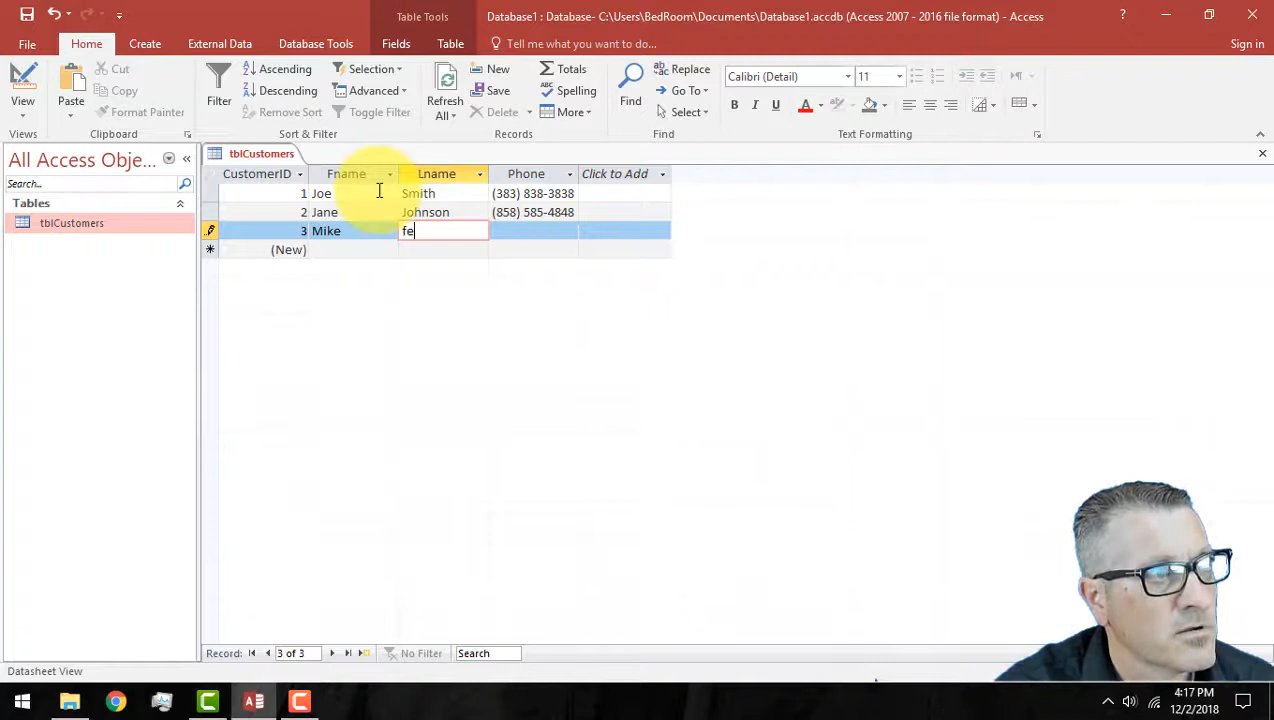 Table Tools
Database1 : Database- C:\Users\BedRoom\Documents\Database1.accdb (Access 2007 - 2016 file format) - Access
?
File Home Create External Data Database Tools Fields Table Tell me what you want to do... Sign in
View
Views
Paste
Cut
Copy
Format Painter
Clipboard
Filter
Ascending
Descending
Remove Sort
Selection
Advanced
Toggle Filter
Sort & Filter
Refresh
All
New
Save
Delete
Totals
Spelling
More
Records
Find
Replace
Go To
Select
Find
Calibri (Detail) 11
B I U A
Text Formatting
All Access Obje...
Search...
Tables
tblCustomers
tblCustomers
CustomerID Fname Lname Phone Click to Add
1 Joe Smith (383) 838-3838
2 Jane Johnson (858) 585-4848
3 Mike fe
(New)
Record: 3 of 3 No Filter Search
Datasheet View
4:17 PM
12/2/2018